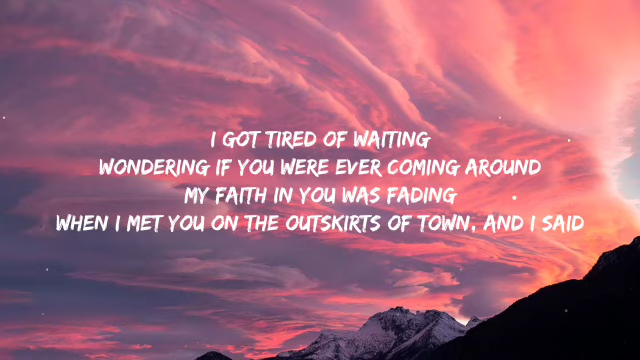 I GOT TIRED OF WAITING
WONDERING IF YOU WERE EVER COMING AROUND
MY FAITH IN YOU WAS FADING
WHEN I MET YOU ON THE OUTSKIRTS OF TOWN, AND I SAID